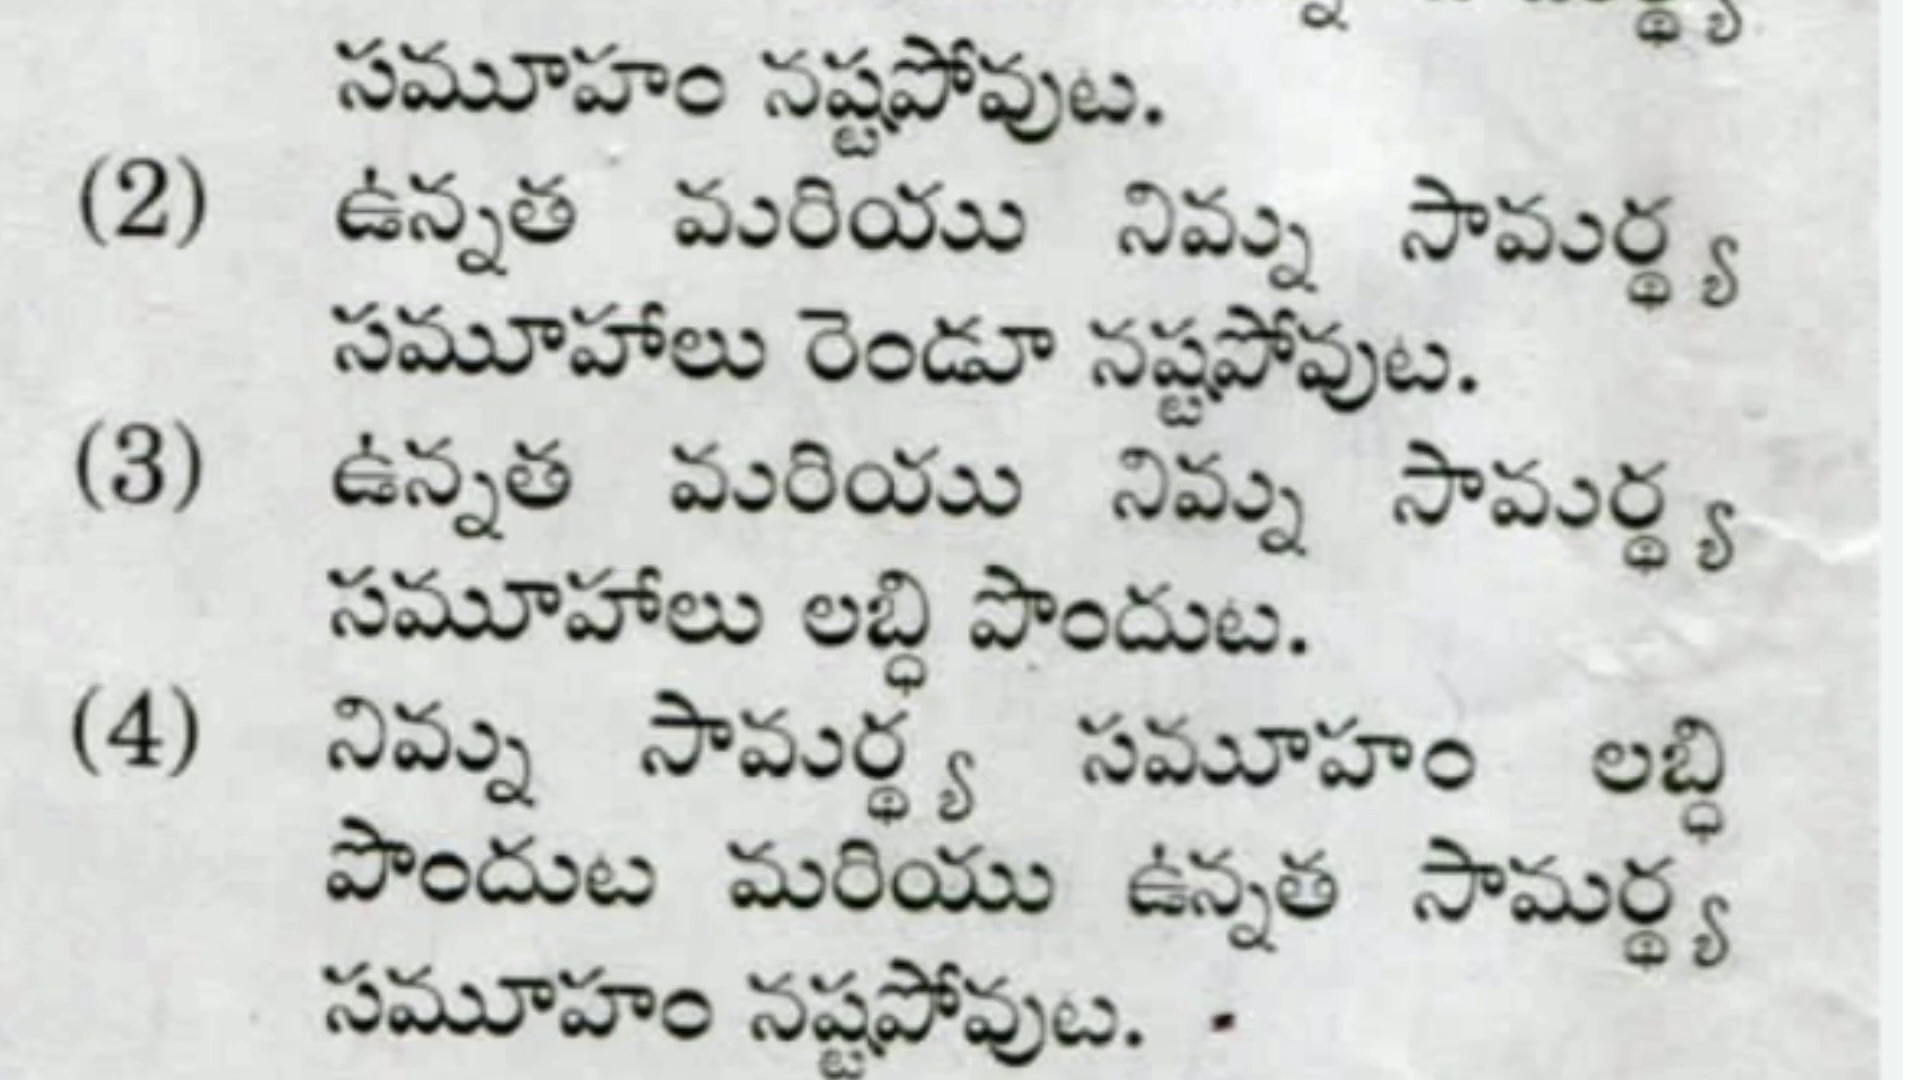 సమూహం నష్టపోవుట.
(2) ఉన్నత మరియు నిమ్న సామర్థ్య
సమూహాలు రెండూ నష్టపోవుట.
(3) ఉన్నత మరియు నిమ్న సామర్థ్య
సమూహాలు లబ్ధి పొందుట.
(4) నిమ్న సామర్థ్య సమూహం లబ్ధి
పొందుట మరియు ఉన్నత సామర్థ్య
సమూహం నష్టపోవుట.